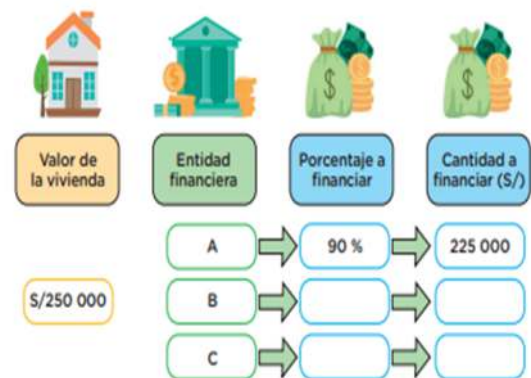 $
$
$
Valor de
la vivienda
Entidad
financiera
Porcentaje a
financiar
Cantidad a
financiar (S/)
A
90 %
225 000
S/250 000
B
C